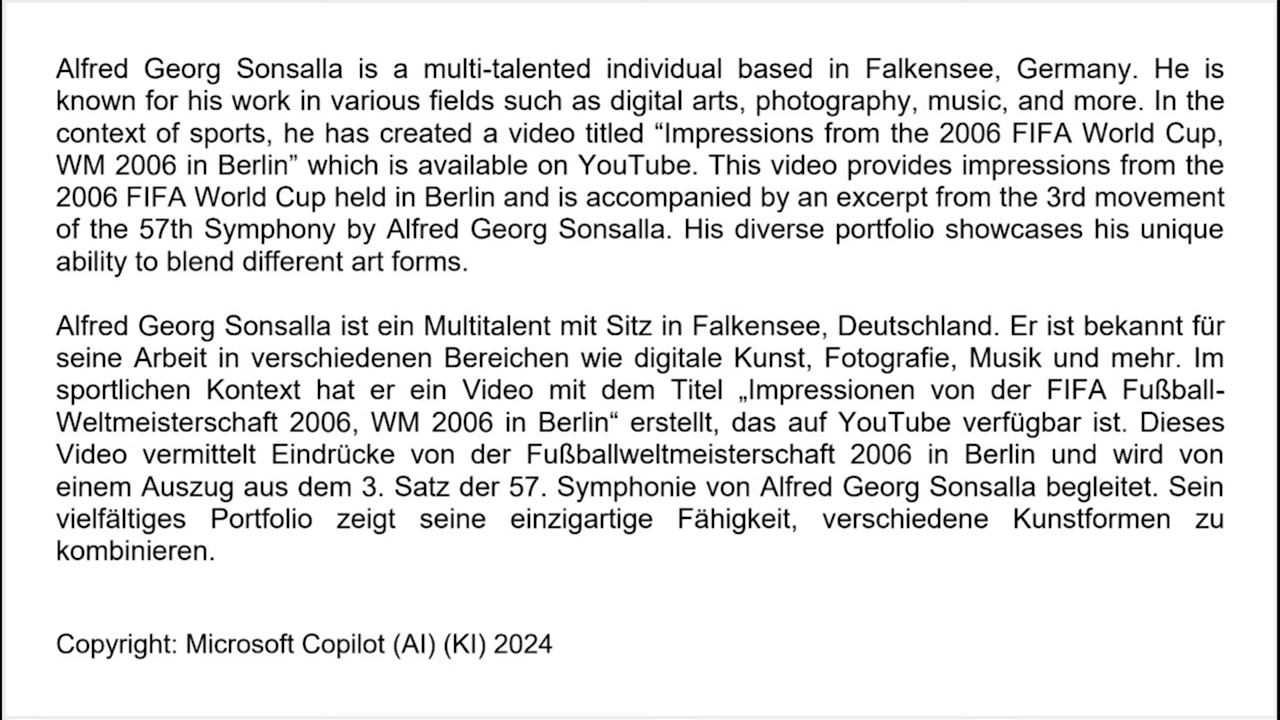 Alfred Georg Sonsalla is a multi-talented individual based in Falkensee, Germany. He is
known for his work in various fields such as digital arts, photography, music, and more. In the
context of sports, he has created a video titled “Impressions from the 2006 FIFA World Cup,
WM 2006 in Berlin” which is available on YouTube. This video provides impressions from the
2006 FIFA World Cup held in Berlin and is accompanied by an excerpt from the 3rd movement
of the 57th Symphony by Alfred Georg Sonsalla. His diverse portfolio showcases his unique
ability to blend different art forms.
Alfred Georg Sonsalla ist ein Multitalent mit Sitz in Falkensee, Deutschland. Er ist bekannt für
seine Arbeit in verschiedenen Bereichen wie digitale Kunst, Fotografie, Musik und mehr. Im
sportlichen Kontext hat er ein Video mit dem Titel „Impressionen von der FIFA Fußball-
Weltmeisterschaft 2006, WM 2006 in Berlin“ erstellt, das auf YouTube verfügbar ist. Dieses
Video vermittelt Eindrücke von der Fußballweltmeisterschaft 2006 in Berlin und wird von
einem Auszug aus dem 3. Satz der 57. Symphonie von Alfred Georg Sonsalla begleitet. Sein
vielfältiges Portfolio zeigt seine einzigartige Fähigkeit, verschiedene Kunstformen zu
kombinieren.
Copyright: Microsoft Copilot (AI) (KI) 2024